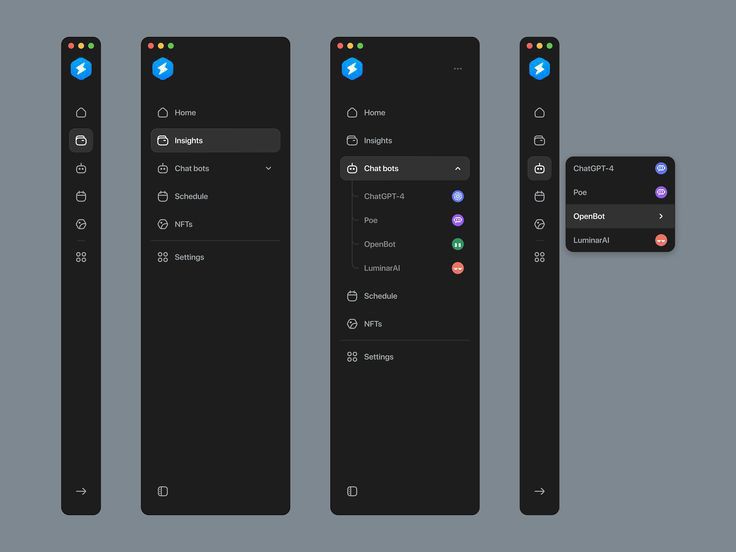 Home
Insights
Chat bots
Schedule
NFTs
Settings
Home
Insights
Chat bots
ChatGPT-4
Poe
OpenBot
LuminarAI
Schedule
NFTs
Settings
ChatGPT-4
Poe
OpenBot
LuminarAI